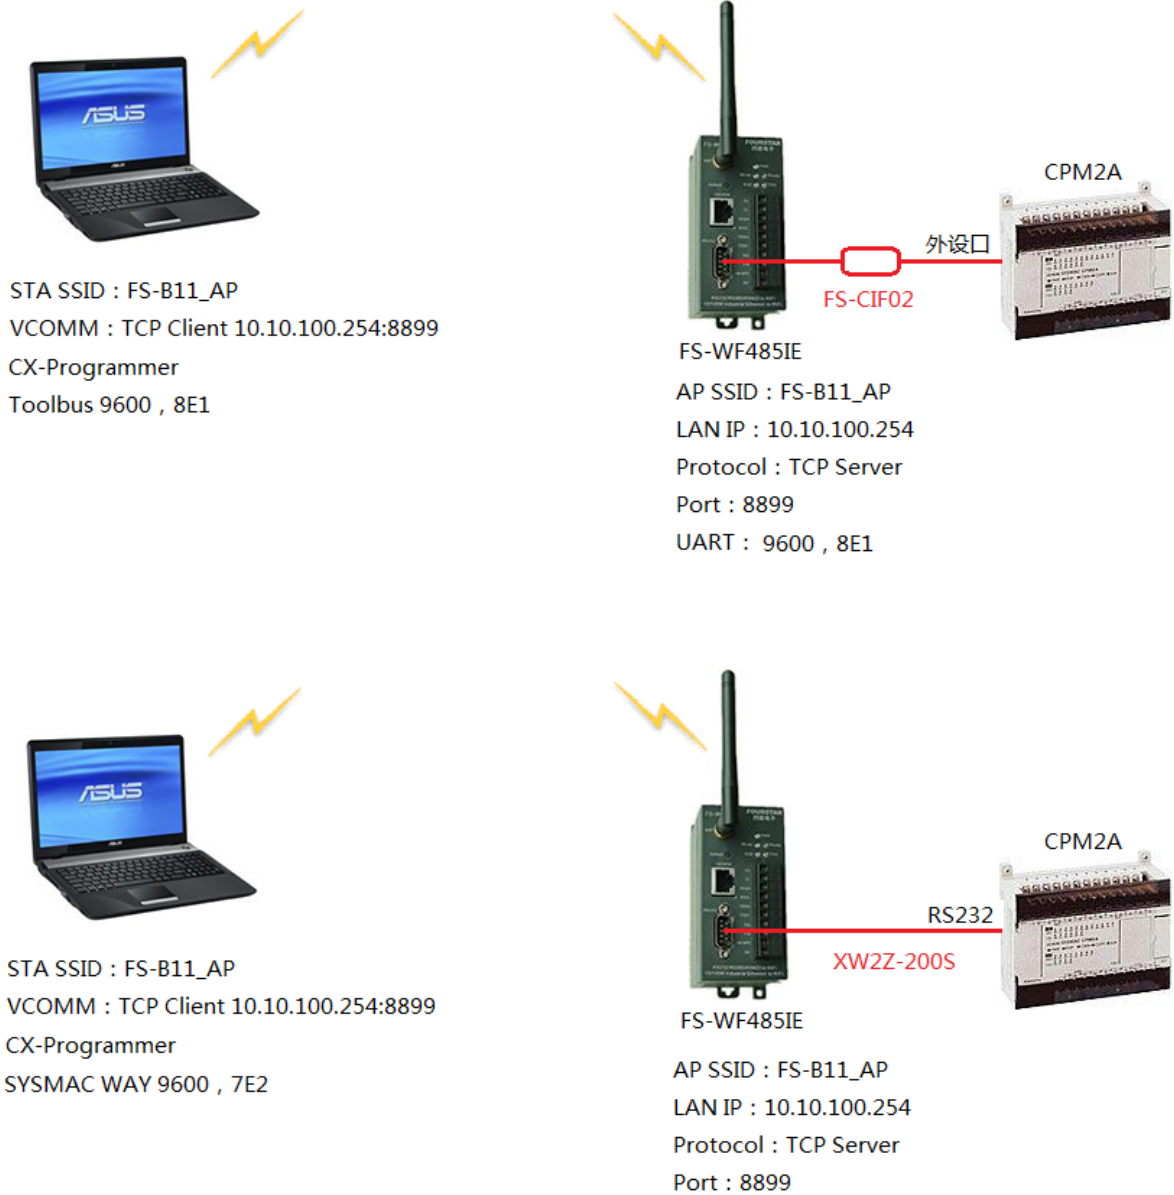 ASUS
FOURSTAR
CPM2A
外设口
FS-CIF02
STA SSID：FS-B11_AP
VCOMM：TCP Client 10.10.100.254:8899
CX-Programmer
Toolbus 9600，8E1
FS-WF485IE
AP SSID：FS-B11_AP
LAN IP：10.10.100.254
Protocol：TCP Server
Port：8899
UART： 9600，8E1
ASUS
FOURSTAR
CPM2A
RS232
XW2Z-200S
STA SSID：FS-B11_AP
VCOMM：TCP Client 10.10.100.254:8899
CX-Programmer
SYSMAC WAY 9600，7E2
FS-WF485IE
AP SSID：FS-B11_AP
LAN IP：10.10.100.254
Protocol：TCP Server
Port：8899